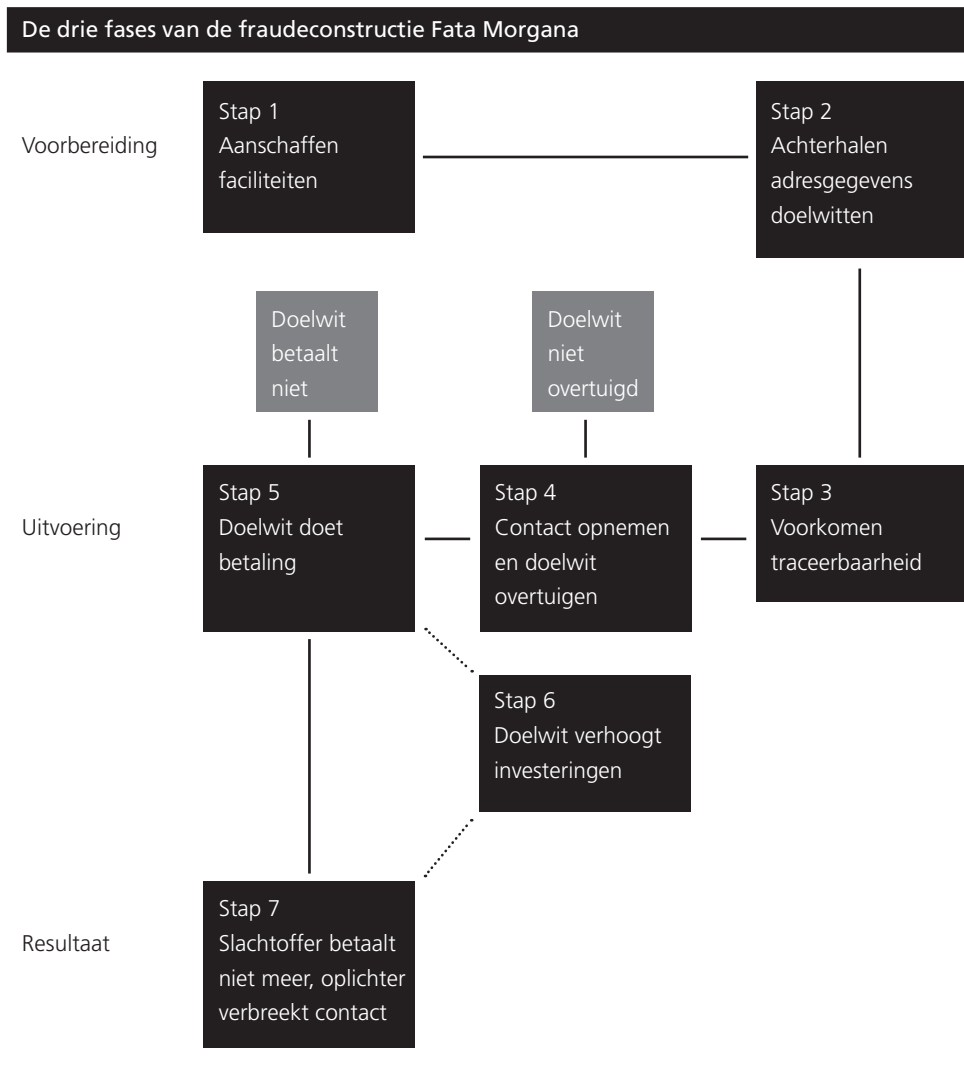 De drie fases van de fraudeconstructie Fata Morgana
Voorbereiding
Stap 1
Aanschaffen
faciliteiten
Stap 2
Achterhalen
adresgegevens
doelwitten
Doelwit
betaalt
niet
Doelwit
niet
overtuigd
Uitvoering
Stap 5
Doelwit doet
betaling
Stap 4
Contact opnemen
en doelwit
overtuigen
Stap 3
Voorkomen
traceerbaarheid
Stap 6
Doelwit verhoogt
investeringen
Resultaat
Stap 7
Slachtoffer betaalt
niet meer, oplichter
verbreekt contact